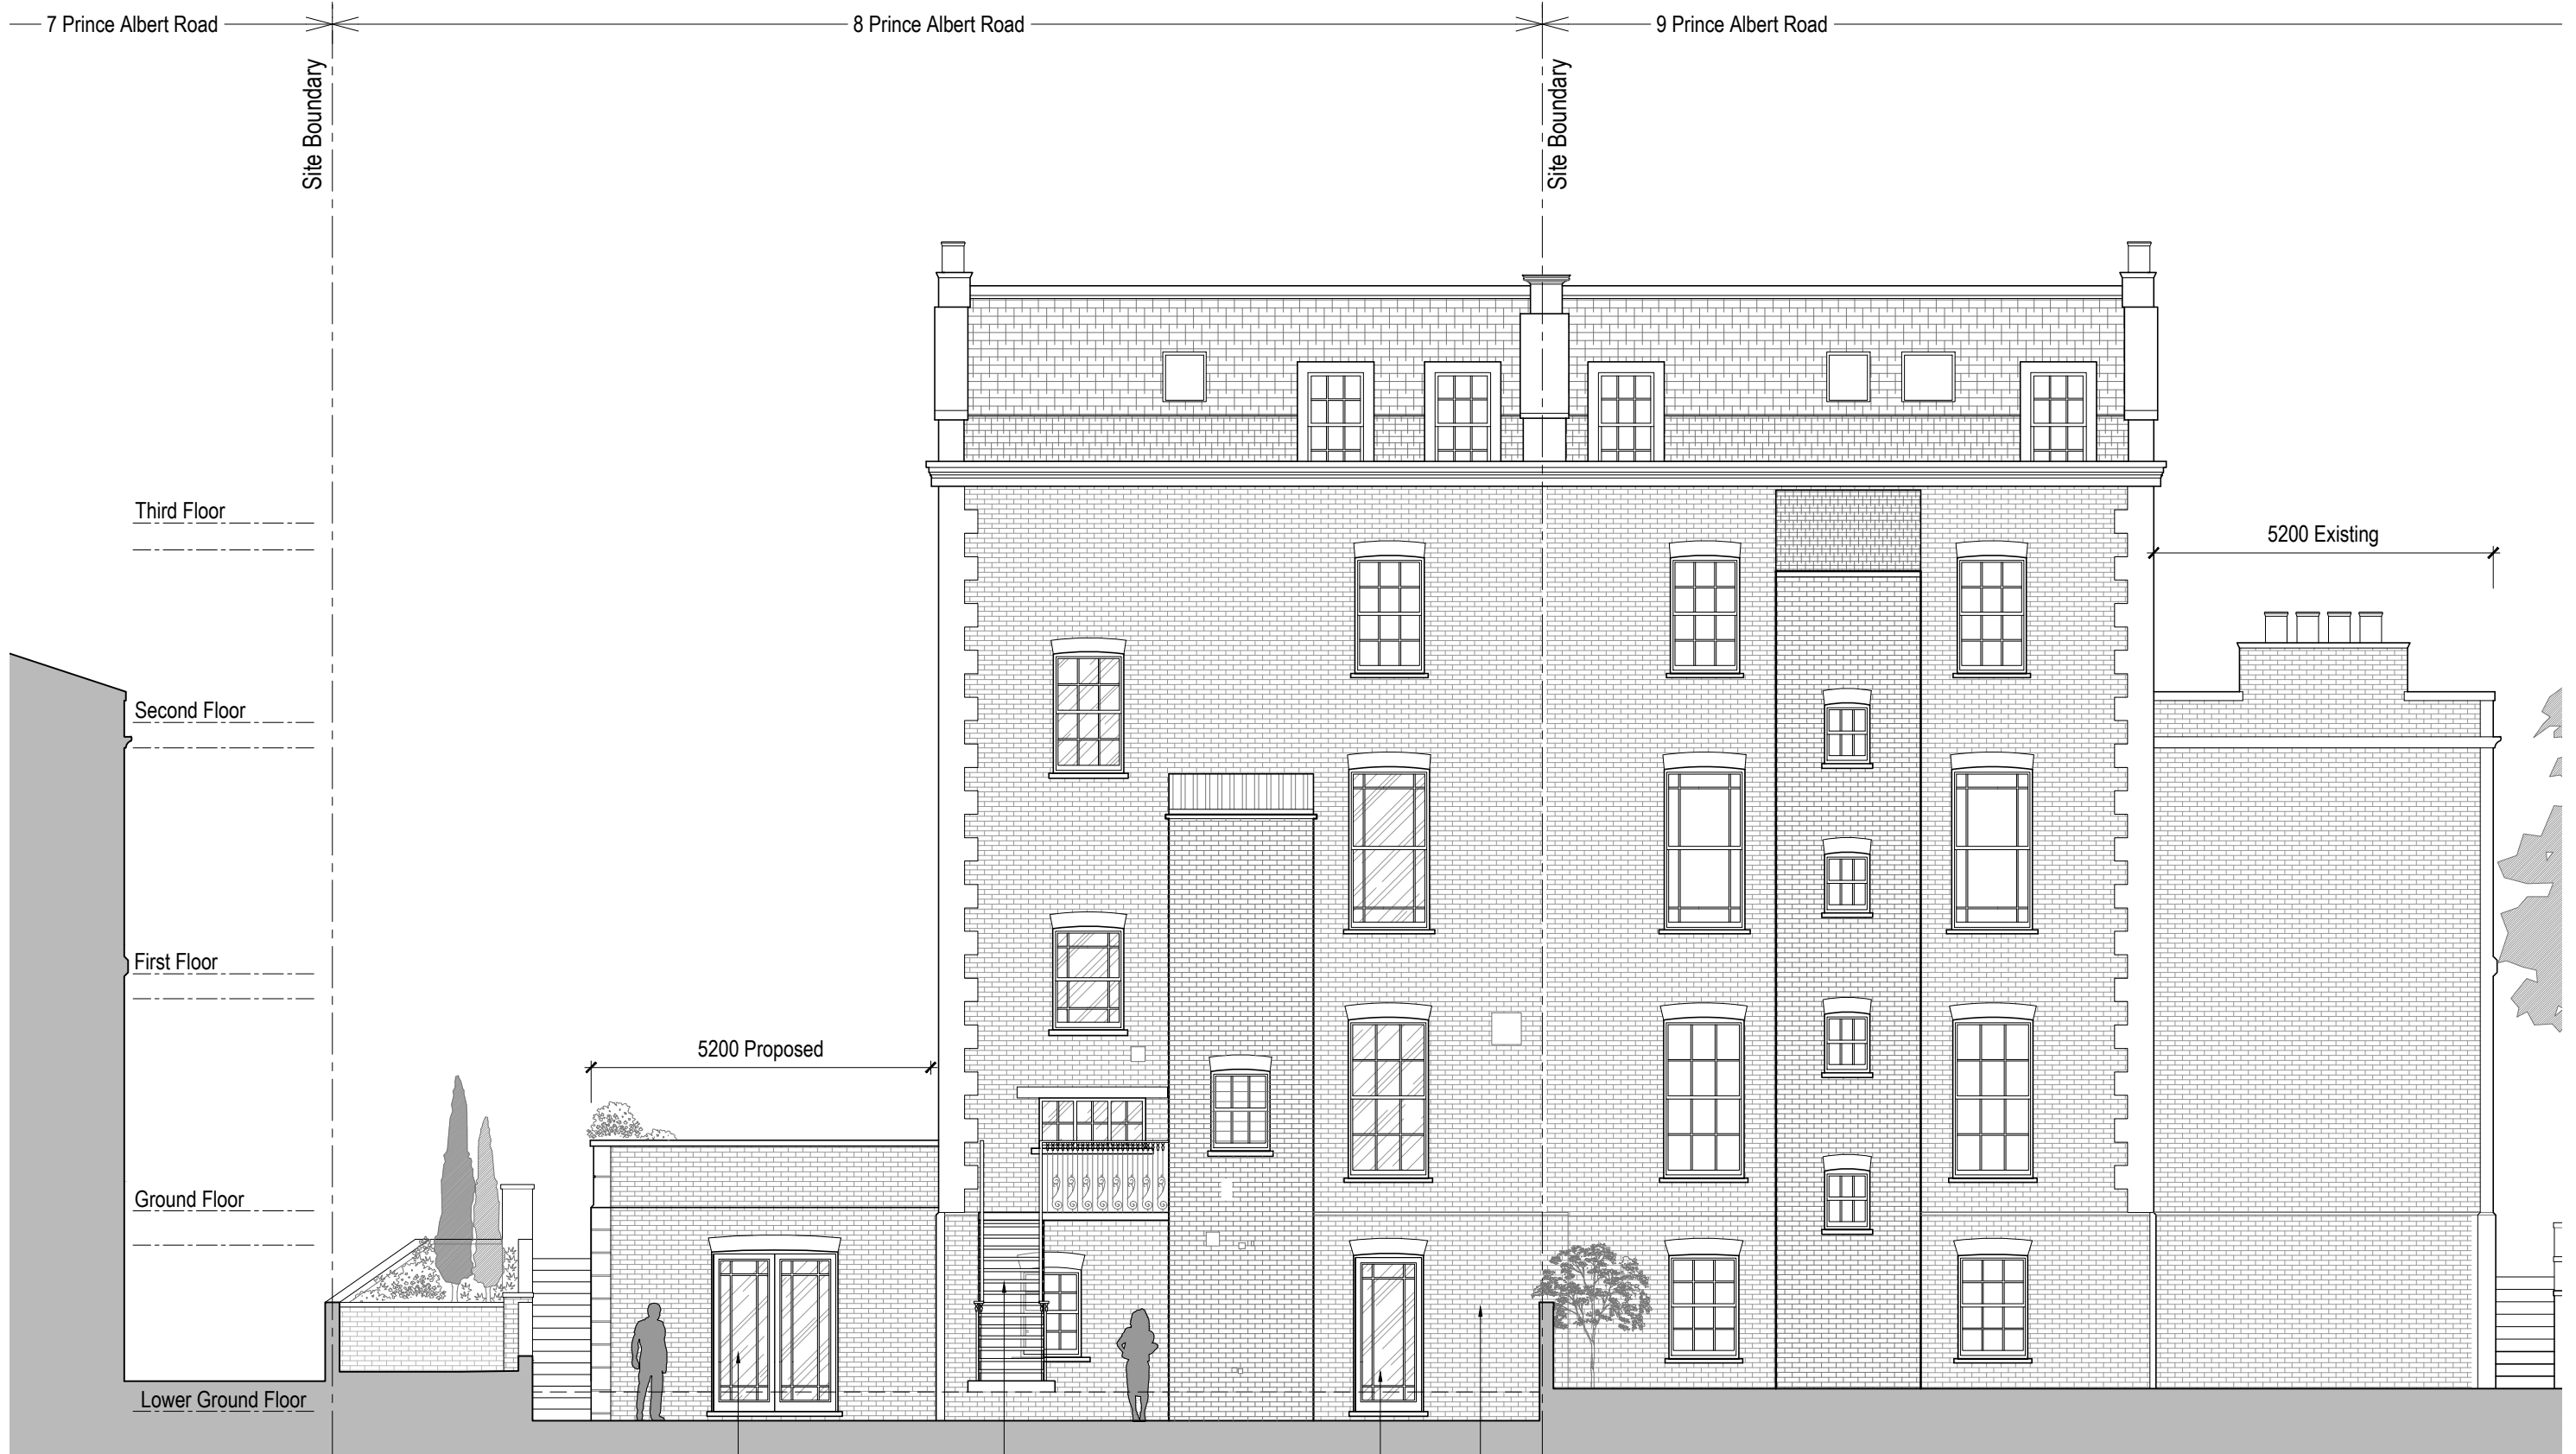 7 Prince Albert Road
8 Prince Albert Road
9 Prince Albert Road
Site Boundary
Site Boundary
Third Floor
5200 Existing
Second Floor
First Floor
5200 Proposed
Ground Floor
Lower Ground Floor